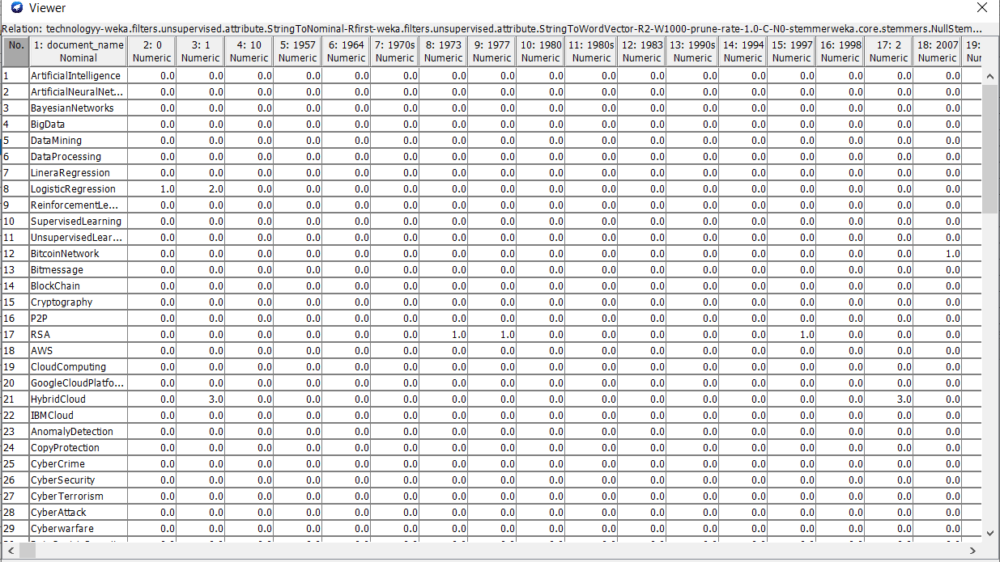 Viewer
Relation: technologyy-weka.filters.unsupervised.attribute.StringToNominal-Rfirst-weka.filters.unsupervised.attribute.StringToWordVector-R2-W1000-prune-rate-1.0-C-N0-stemmerweka.core.stemmers.NullStem...
No. 1: document_name 2: 0 3: 1 4: 10 5: 1957 6: 1964 7: 1970s 8: 1973 9: 1977 10: 1980 11: 1980s 12: 1983 13: 1990s 14: 1994 15: 1997 16: 1998 17: 2 18: 2007 19:
Nominal Numeric Numeric Numeric Numeric Numeric Numeric Numeric Numeric Numeric Numeric Numeric Numeric Numeric Numeric Numeric Numeric Numeric Nur
1 ArtificialIntelligence 0.0 0.0 0.0 0.0 0.0 0.0 0.0 0.0 0.0 0.0 0.0 0.0 0.0 0.0 0.0 0.0 0.0
2 ArtificialNeuralNet... 0.0 0.0 0.0 0.0 0.0 0.0 0.0 0.0 0.0 0.0 0.0 0.0 0.0 0.0 0.0 0.0 0.0
3 BayesianNetworks 0.0 0.0 0.0 0.0 0.0 0.0 0.0 0.0 0.0 0.0 0.0 0.0 0.0 0.0 0.0 0.0 0.0
4 BigData 0.0 0.0 0.0 0.0 0.0 0.0 0.0 0.0 0.0 0.0 0.0 0.0 0.0 0.0 0.0 0.0 0.0
5 DataMining 0.0 0.0 0.0 0.0 0.0 0.0 0.0 0.0 0.0 0.0 0.0 0.0 0.0 0.0 0.0 0.0 0.0
6 DataProcessing 0.0 0.0 0.0 0.0 0.0 0.0 0.0 0.0 0.0 0.0 0.0 0.0 0.0 0.0 0.0 0.0 0.0
7 LineraRegression 0.0 0.0 0.0 0.0 0.0 0.0 0.0 0.0 0.0 0.0 0.0 0.0 0.0 0.0 0.0 0.0 0.0
8 LogisticRegression 1.0 2.0 0.0 0.0 0.0 0.0 0.0 0.0 0.0 0.0 0.0 0.0 0.0 0.0 0.0 0.0 0.0
9 ReinforcementLe... 0.0 0.0 0.0 0.0 0.0 0.0 0.0 0.0 0.0 0.0 0.0 0.0 0.0 0.0 0.0 0.0 0.0
10 SupervisedLearning 0.0 0.0 0.0 0.0 0.0 0.0 0.0 0.0 0.0 0.0 0.0 0.0 0.0 0.0 0.0 0.0 0.0
11 UnsupervisedLear... 0.0 0.0 0.0 0.0 0.0 0.0 0.0 0.0 0.0 0.0 0.0 0.0 0.0 0.0 0.0 0.0 0.0
12 BitcoinNetwork 0.0 0.0 0.0 0.0 0.0 0.0 0.0 0.0 0.0 0.0 0.0 0.0 0.0 0.0 0.0 0.0 1.0
13 Bitmessage 0.0 0.0 0.0 0.0 0.0 0.0 0.0 0.0 0.0 0.0 0.0 0.0 0.0 0.0 0.0 0.0 0.0
14 BlockChain 0.0 0.0 0.0 0.0 0.0 0.0 0.0 0.0 0.0 0.0 0.0 0.0 0.0 0.0 0.0 0.0 0.0
15 Cryptography 0.0 0.0 0.0 0.0 0.0 0.0 0.0 0.0 0.0 0.0 0.0 0.0 0.0 0.0 0.0 0.0 0.0
16 P2P 0.0 0.0 0.0 0.0 0.0 0.0 0.0 0.0 0.0 0.0 0.0 0.0 0.0 0.0 0.0 0.0 0.0
17 RSA 0.0 0.0 0.0 0.0 0.0 0.0 1.0 1.0 0.0 0.0 0.0 0.0 0.0 1.0 0.0 0.0 0.0
18 AWS 0.0 0.0 0.0 0.0 0.0 0.0 0.0 0.0 0.0 0.0 0.0 0.0 0.0 0.0 0.0 0.0 0.0
19 CloudComputing 0.0 0.0 0.0 0.0 0.0 0.0 0.0 0.0 0.0 0.0 0.0 0.0 0.0 0.0 0.0 0.0 0.0
20 GoogleCloudPlatfo... 0.0 0.0 0.0 0.0 0.0 0.0 0.0 0.0 0.0 0.0 0.0 0.0 0.0 0.0 0.0 0.0 0.0
21 HybridCloud 0.0 3.0 0.0 0.0 0.0 0.0 0.0 0.0 0.0 0.0 0.0 0.0 0.0 0.0 0.0 3.0 0.0
22 IBMCloud 0.0 0.0 0.0 0.0 0.0 0.0 0.0 0.0 0.0 0.0 0.0 0.0 0.0 0.0 0.0 0.0 0.0
23 AnomalyDetection 0.0 0.0 0.0 0.0 0.0 0.0 0.0 0.0 0.0 0.0 0.0 0.0 0.0 0.0 0.0 0.0 0.0
24 CopyProtection 0.0 0.0 0.0 0.0 0.0 0.0 0.0 0.0 0.0 0.0 0.0 0.0 0.0 0.0 0.0 0.0 0.0
25 CyberCrime 0.0 0.0 0.0 0.0 0.0 0.0 0.0 0.0 0.0 0.0 0.0 0.0 0.0 0.0 0.0 0.0 0.0
26 CyberSecurity 0.0 0.0 0.0 0.0 0.0 0.0 0.0 0.0 0.0 0.0 0.0 0.0 0.0 0.0 0.0 0.0 0.0
27 CyberTerrorism 0.0 0.0 0.0 0.0 0.0 0.0 0.0 0.0 0.0 0.0 0.0 0.0 0.0 0.0 0.0 0.0 0.0
28 CyberAttack 0.0 0.0 0.0 0.0 0.0 0.0 0.0 0.0 0.0 0.0 0.0 0.0 0.0 0.0 0.0 0.0 0.0
29 Cyberwarfare 0.0 0.0 0.0 0.0 0.0 0.0 0.0 0.0 0.0 0.0 0.0 0.0 0.0 0.0 0.0 0.0 0.0